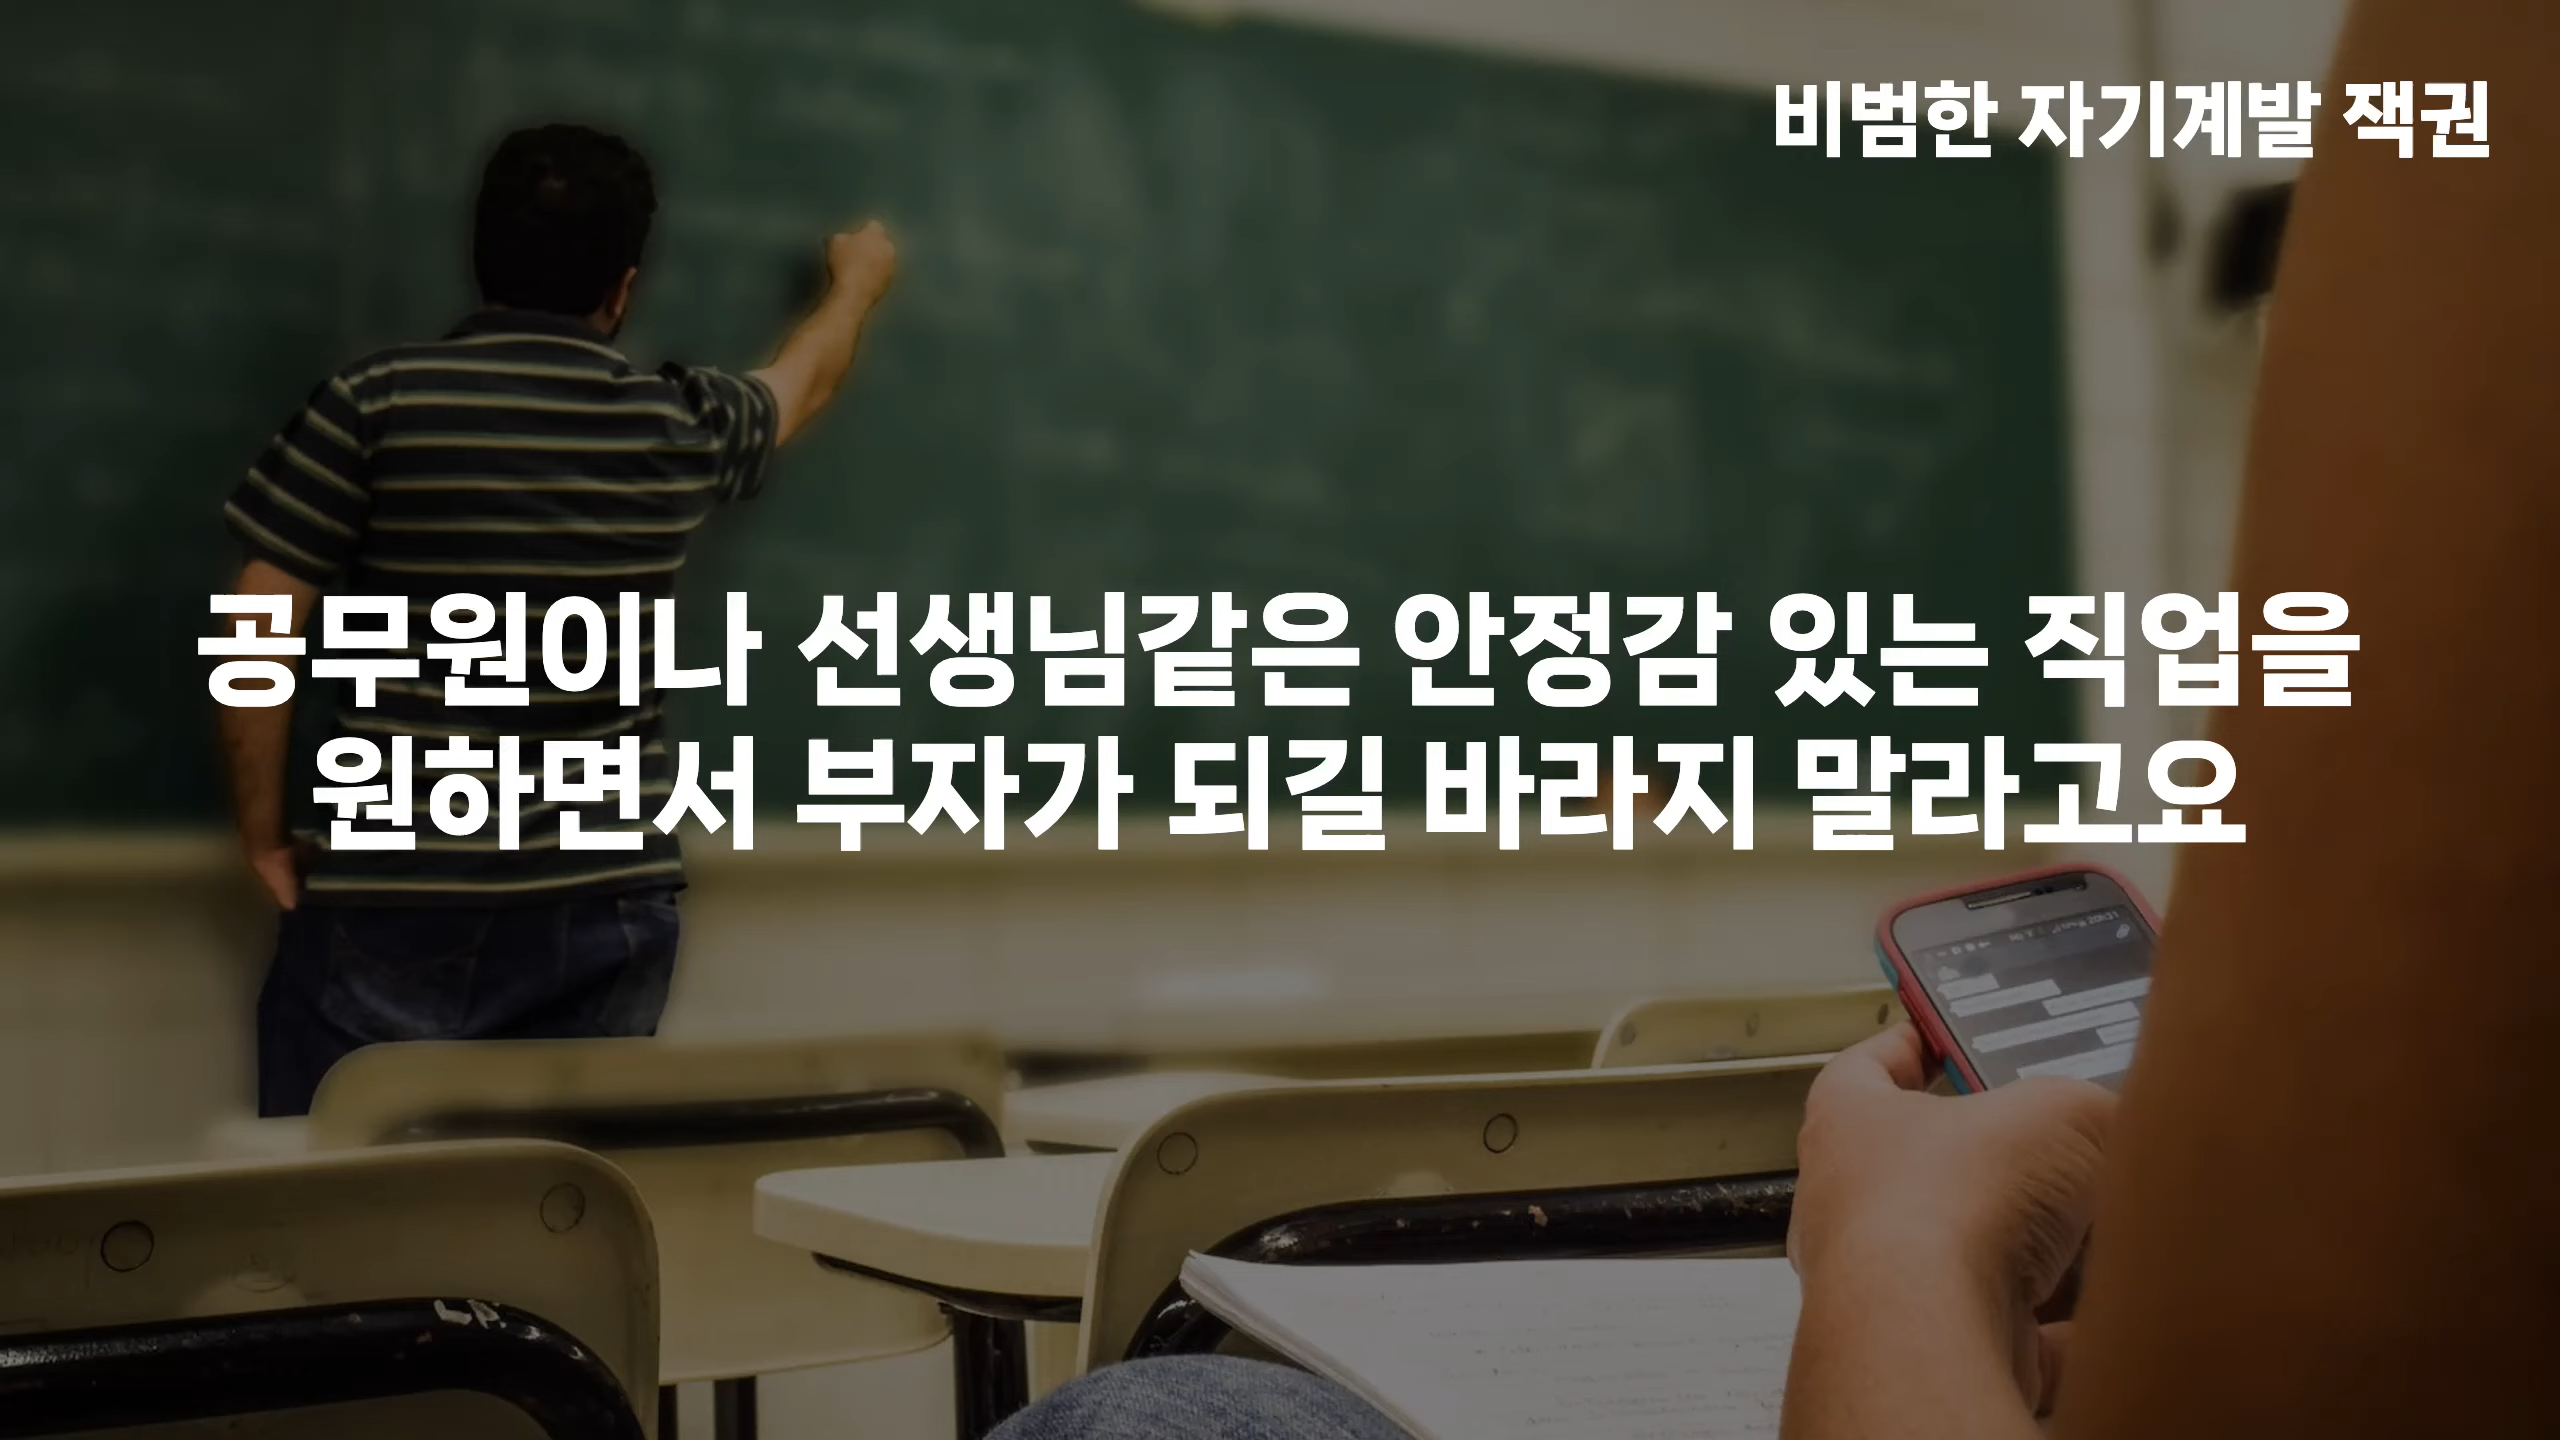 비범한 자기계발 잭권
공무원이나 선생님같은 안정감 있는 직업을
원하면서 부자가 되길 바라지 말라고요